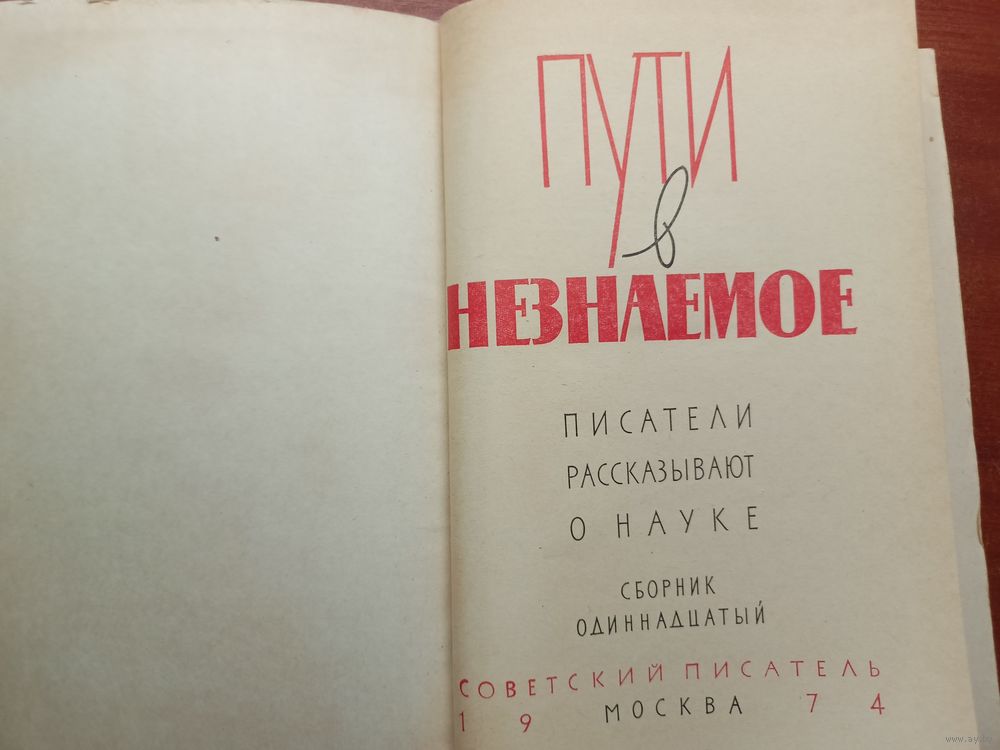 ПУТИ
в
НЕЗНАЕМОЕ
ПИСАТЕЛИ
РАССКАЗЫВАЮТ
О НАУКЕ
СБОРНИК
ОДИННАДЦАТЫЙ
СОВЕТСКИЙ ПИСАТЕЛЬ
19 МОСКВА 74